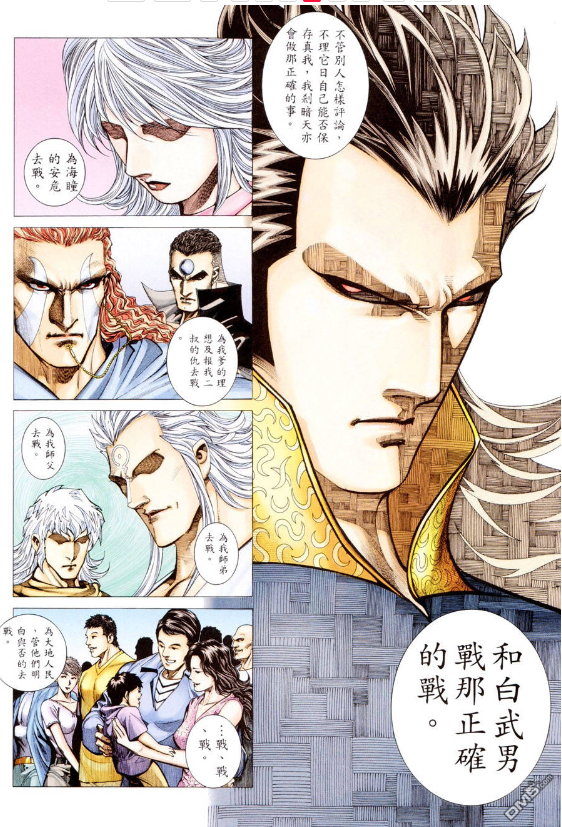 不管別人怎樣評論，
不理它日自己能否保
存真我，我剎暗天亦
會做那正確的事。
為海瞳
的安危
去戰。
為我爹的理
想及報我二
叔的仇去戰
。
為我師父
去戰。
為我師弟
去戰。
為大地人民
，管他們明
白與否的去
戰。
…戰、戰
、戰。
和白武男
戰那正確
的戰。
DM5.com